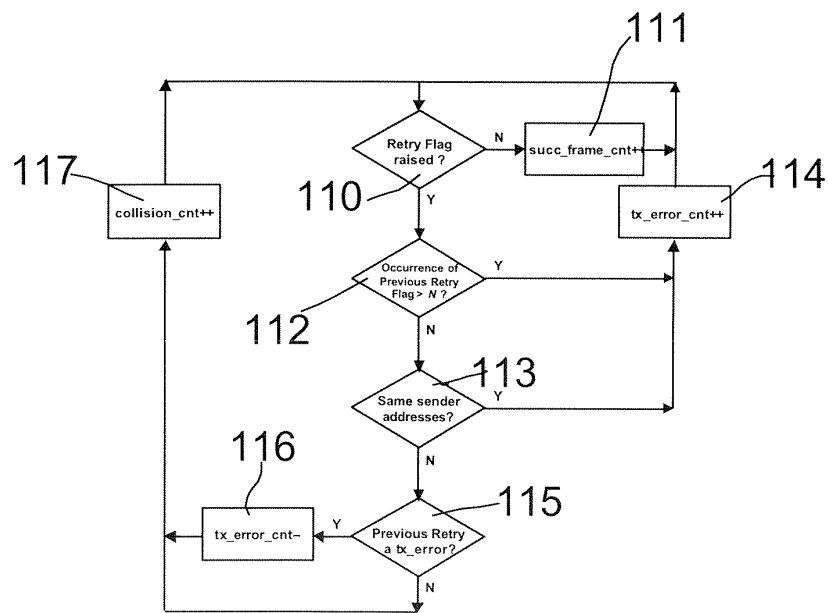 111
Retry Flag
raised ?
N
succ_frame_cnt++
110
117
collision_cnt++
114
tx_error_cnt++
Y
Occurrence of
Previous Retry
Flag > N ?
Y
112
N
113
Same sender
addresses?
Y
N
116
115
tx_error_cnt–
Y
Previous Retry
a tx_error?
N